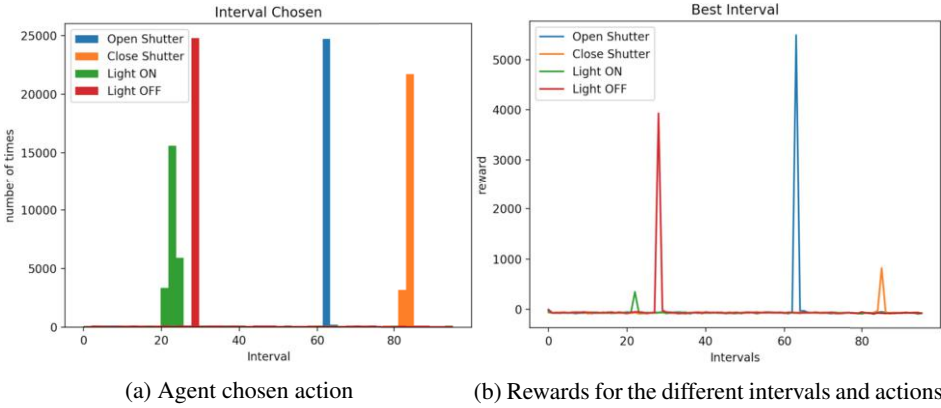 Interval Chosen
number of times
25000
20000
15000
10000
5000
0
Open Shutter
Close Shutter
Light ON
Light OFF
0 20 40 60 80
Interval
(a) Agent chosen action
Best Interval
reward
5000
4000
3000
2000
1000
0
Open Shutter
Close Shutter
Light ON
Light OFF
0 20 40 60 80
Intervals
(b) Rewards for the different intervals and actions